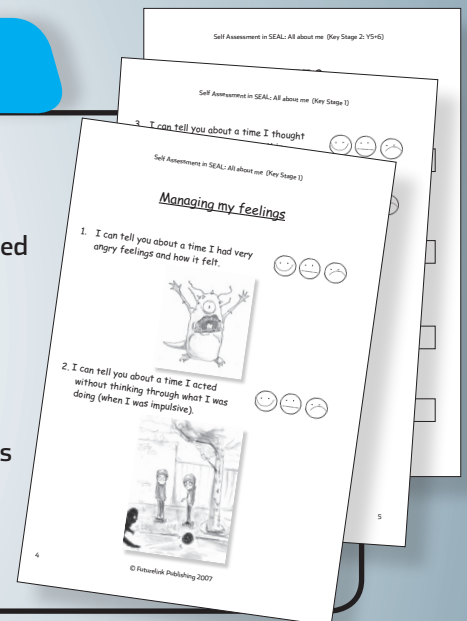 Self Assessment in SEAL: All about me (Key Stage 2: Y5+6)
Self Assessment in SEAL: All about me (Key Stage 1)
3. I can tell you about a time I thought
Self Assessment in SEAL: All about me (Key Stage 1)
Managing my feelings
1. I can tell you about a time I had very
angry feelings and how it felt.
2. I can tell you about a time I acted
without thinking through what I was
doing (when I was impulsive).
ed
s
5
4
© Futurelink Publishing 2007